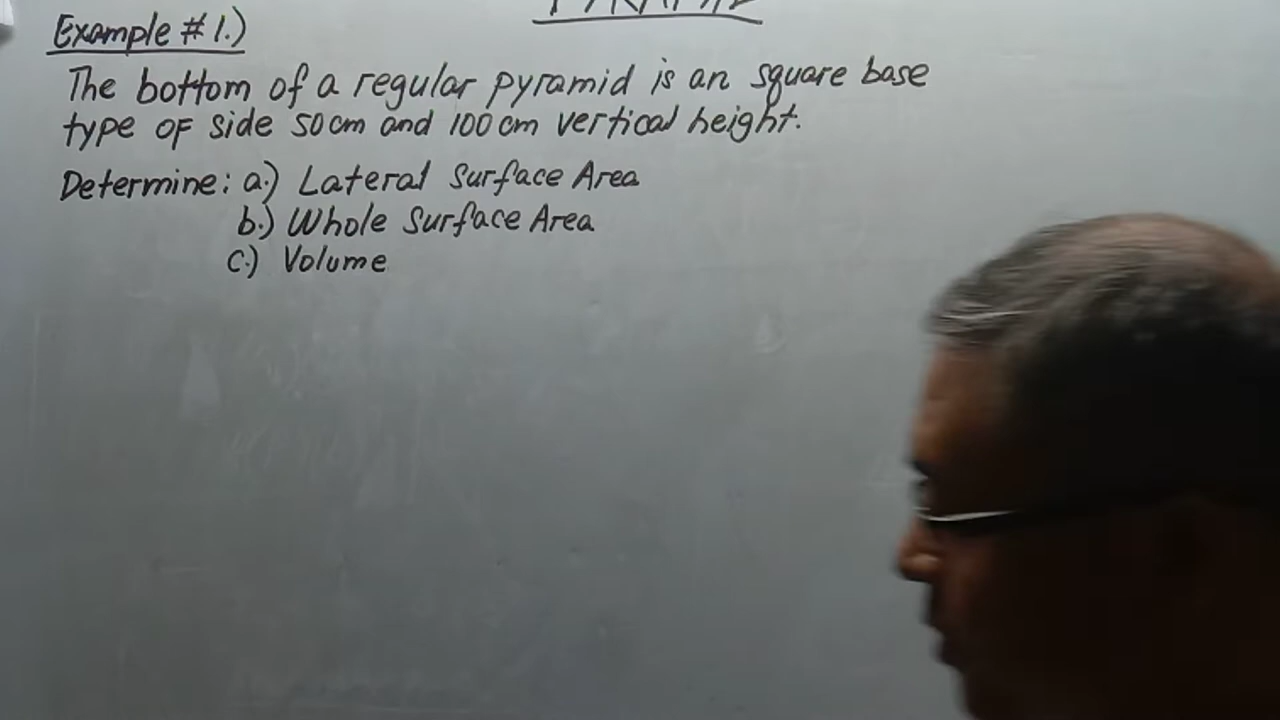 PYRAMID
Example # 1.)
The bottom of a regular pyramid is an square base
type of side 50cm and 100cm vertical height.
Determine: a.) Lateral Surface Area
b.) Whole Surface Area
c.) Volume